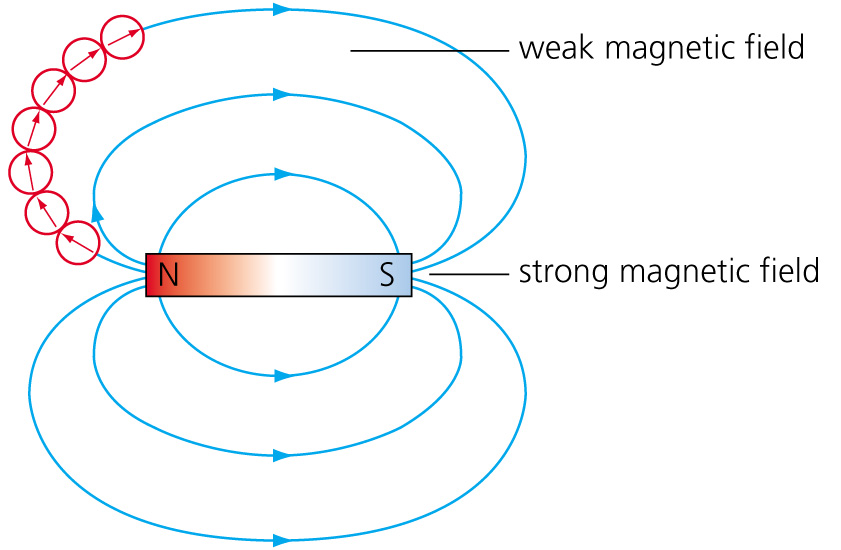 weak magnetic field
N S
strong magnetic field